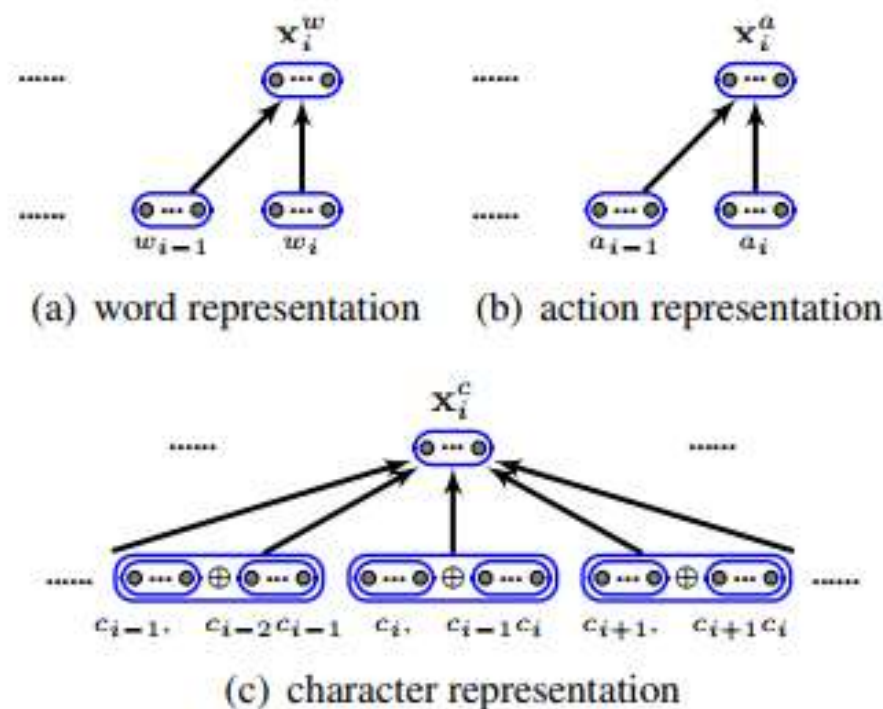 x_i^w x_i^a
...... ... ...... ...
...... ... ... ...... ... ...
w_{i−1} w_i a_{i−1} a_i
(a) word representation (b) action representation
x_i^c
...... ... ......
...... ... ⊕ ... ... ⊕ ... ... ⊕ ... ......
c_{i−1}, c_{i−2}c_{i−1} c_i, c_{i−1}c_i c_{i+1}, c_{i+1}c_i
(c) character representation